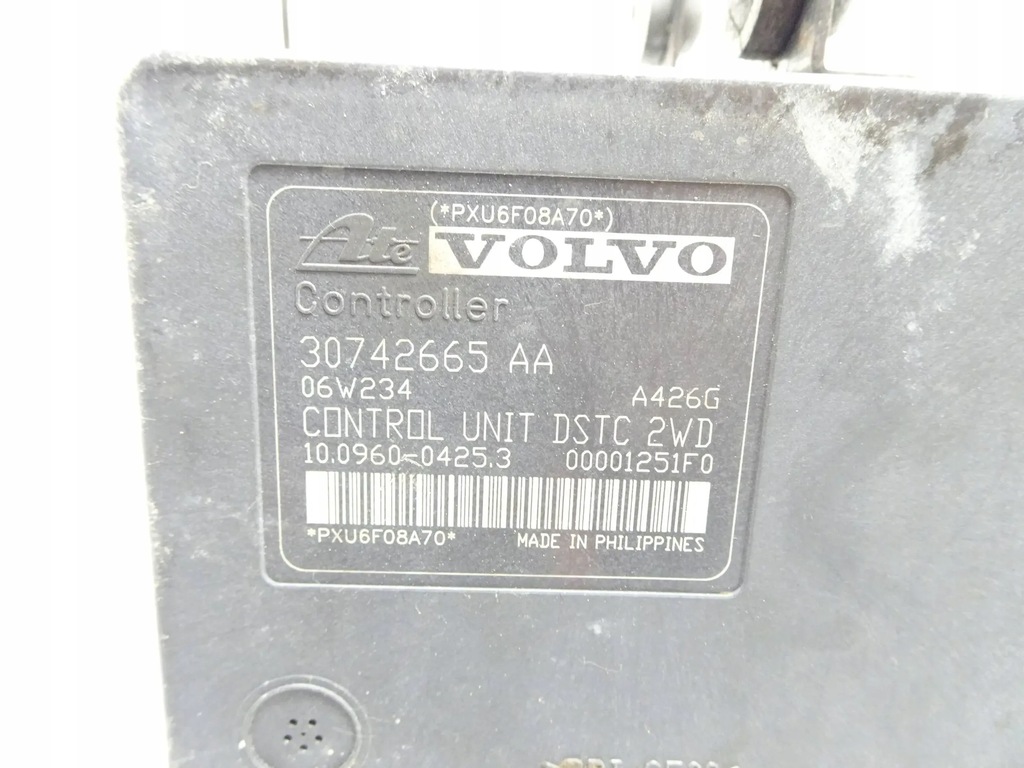 (*PXU6F08A70*)
Ate VOLVO
Controller
30742665 AA
06W234 A426G
CONTROL UNIT DSTC 2WD
10.0960-0425.3 00001251F0
*PXU6F08A70* MADE IN PHILIPPINES